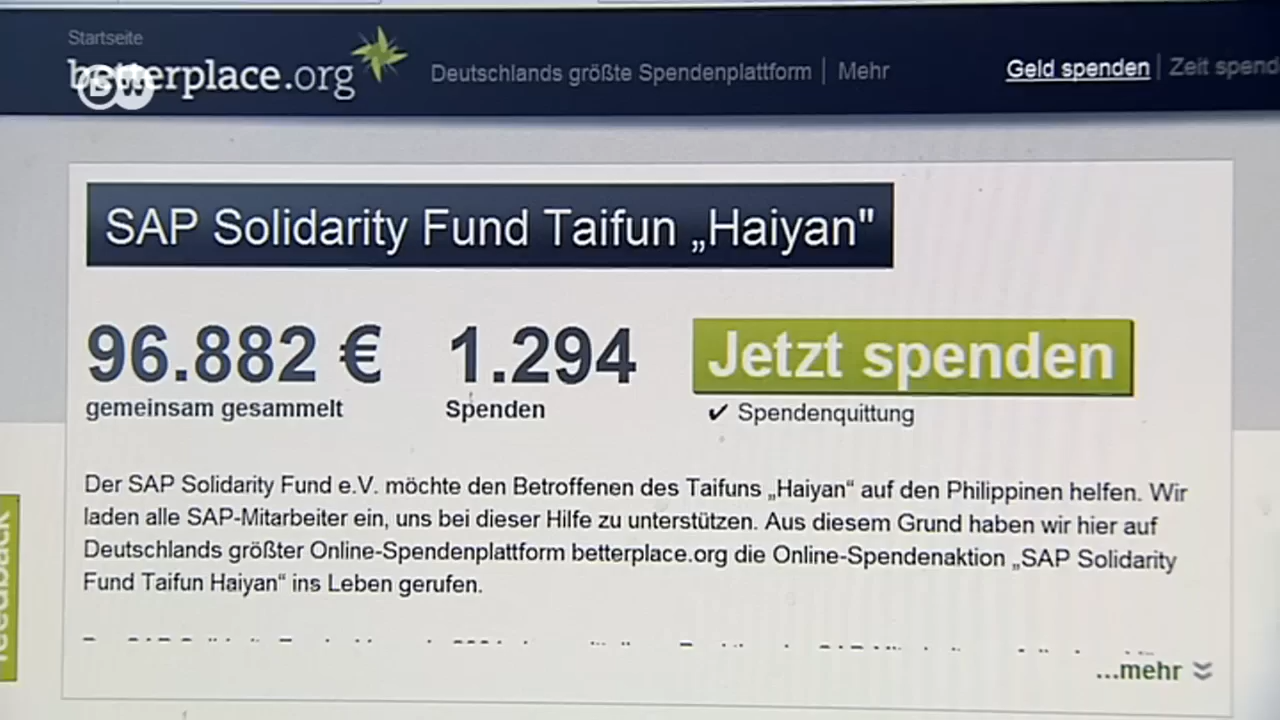 Startseite
betterplace.org
DW
Deutschlands größte Spendenplattform | Mehr
Geld spenden | Zeit spend
SAP Solidarity Fund Taifun „Haiyan"
96.882 €
gemeinsam gesammelt
1.294
Spenden
Jetzt spenden
✔ Spendenquittung
Der SAP Solidarity Fund e.V. möchte den Betroffenen des Taifuns „Haiyan“ auf den Philippinen helfen. Wir
laden alle SAP-Mitarbeiter ein, uns bei dieser Hilfe zu unterstützen. Aus diesem Grund haben wir hier auf
Deutschlands größter Online-Spendenplattform betterplace.org die Online-Spendenaktion „SAP Solidarity
Fund Taifun Haiyan“ ins Leben gerufen.
...mehr
feedback